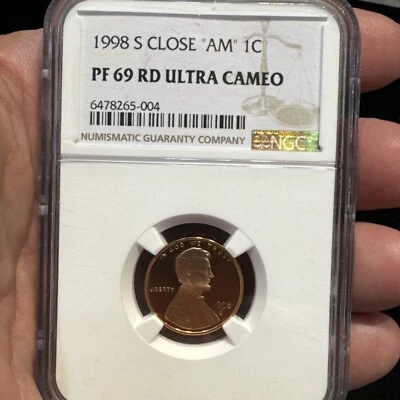 1998 S CLOSE "AM" 1C
PF 69 RD ULTRA CAMEO
6478265-004
NUMISMATIC GUARANTY COMPANY
NGC
IN GOD WE TRUST
LIBERTY
1998
S